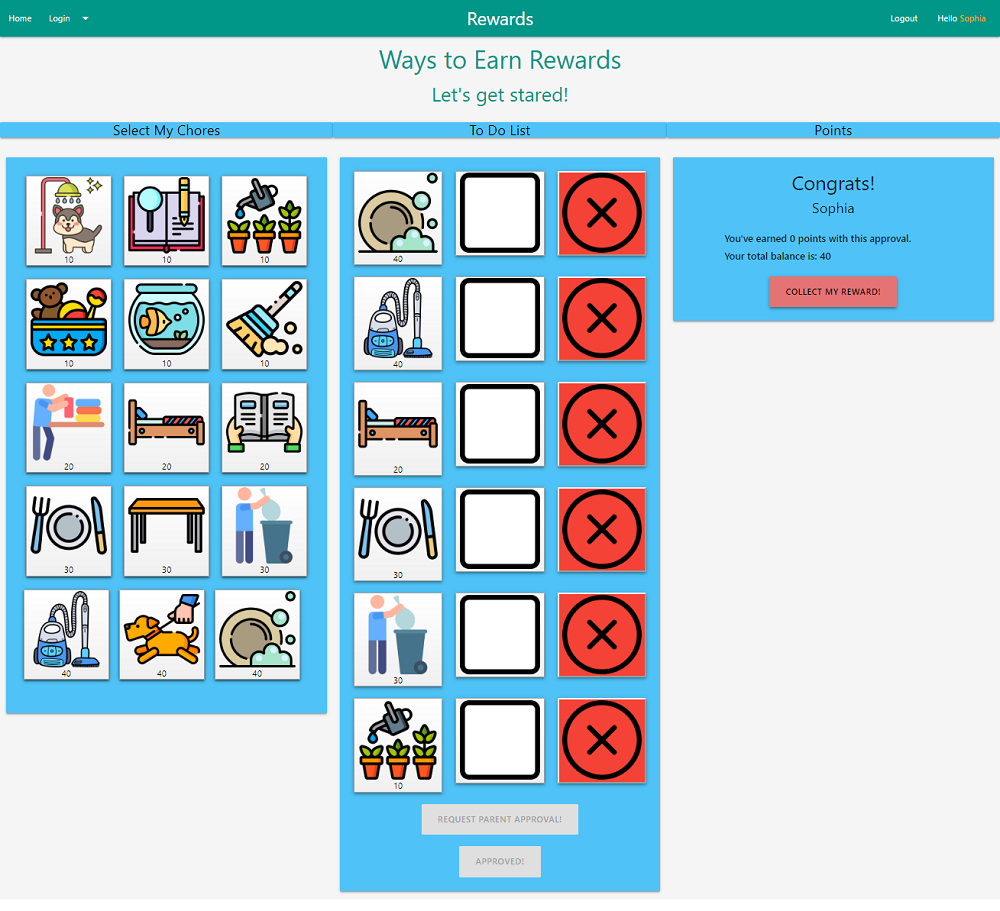 Home Login Rewards Logout Hello Sophia
Ways to Earn Rewards
Let's get stared!
Select My Chores To Do List Points
10 10 10
10 10 10
20 20 20
30 30 30
40 40 40
40
40
20
30
30
10
REQUEST PARENT APPROVAL!
APPROVED!
Congrats!
Sophia
You've earned 0 points with this approval.
Your total balance is: 40
COLLECT MY REWARD!